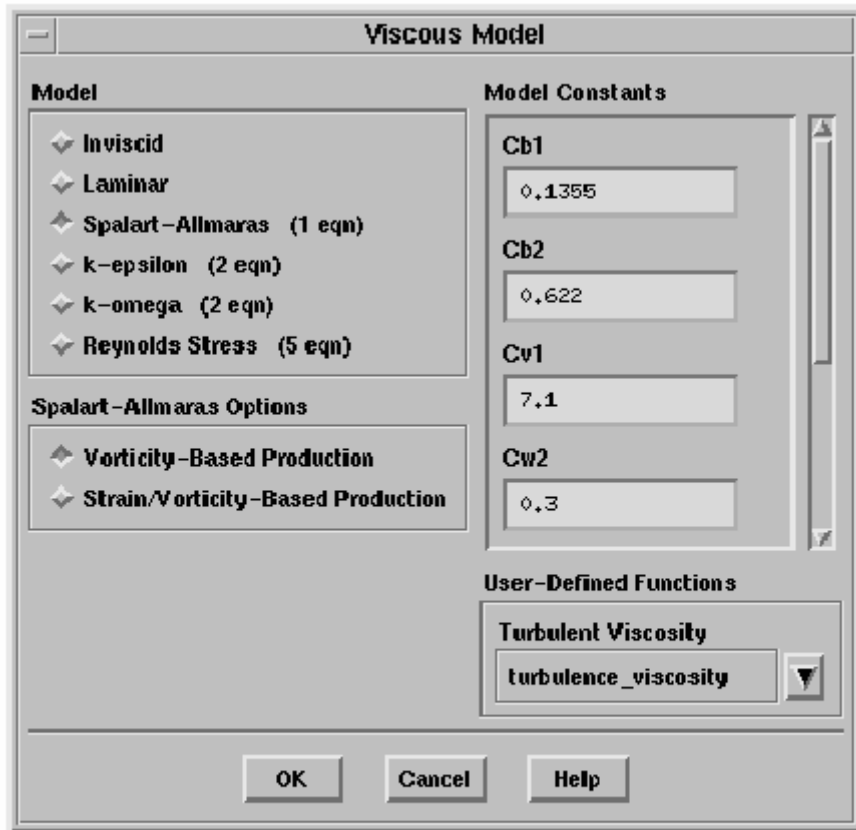 Viscous Model
Model
Inviscid
Laminar
Spalart-Allmaras (1 eqn)
k-epsilon (2 eqn)
k-omega (2 eqn)
Reynolds Stress (5 eqn)
Spalart-Allmaras Options
Vorticity-Based Production
Strain/Vorticity-Based Production
Model Constants
Cb1
0.1355
Cb2
0.622
Cv1
7.1
Cw2
0.3
User-Defined Functions
Turbulent Viscosity
turbulence_viscosity
OK
Cancel
Help